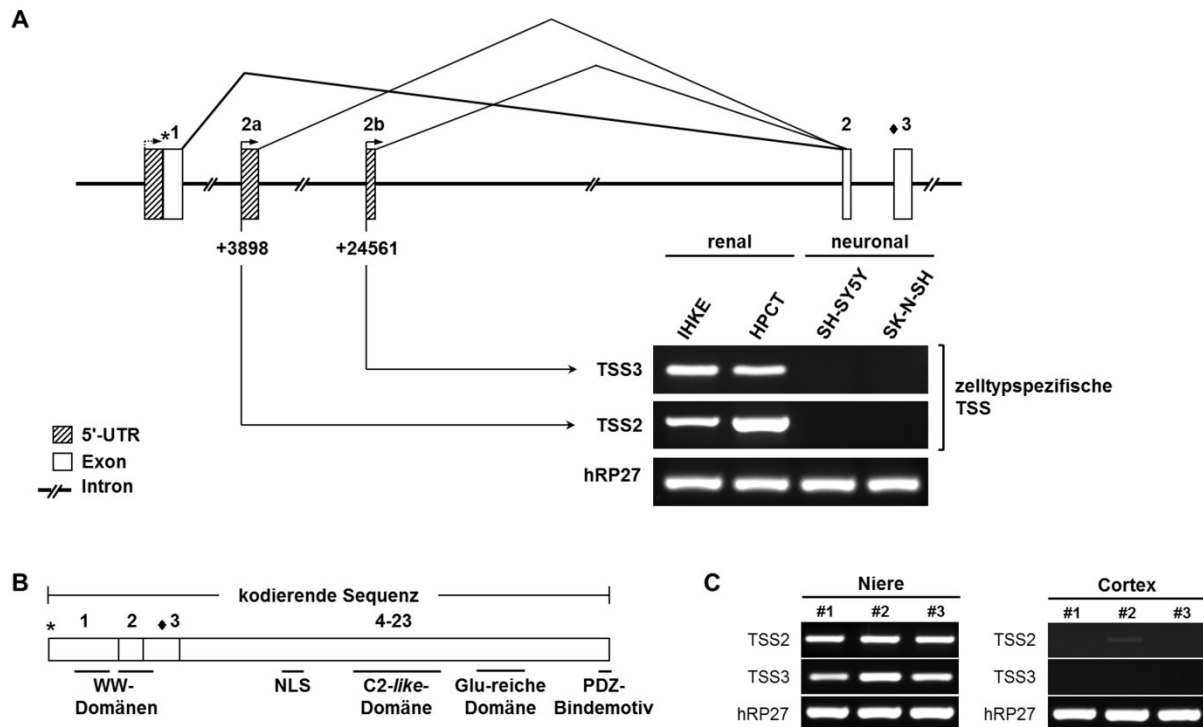 A
*1
2a
2b
2
♦ 3
+3898
+24561
renal
neuronal
IHKE
HPCT
SH-SY5Y
SK-N-SH
TSS3
TSS2
hRP27
zelltypspezifische
TSS
5'-UTR
Exon
Intron
B
kodierende Sequenz
* 1 2 ♦ 3 4-23
WW-
Domänen
NLS
C2-like-
Domäne
Glu-reiche
Domäne
PDZ-
Bindemotiv
C
Niere
#1 #2 #3
TSS2
TSS3
hRP27
Cortex
#1 #2 #3
TSS2
TSS3
hRP27